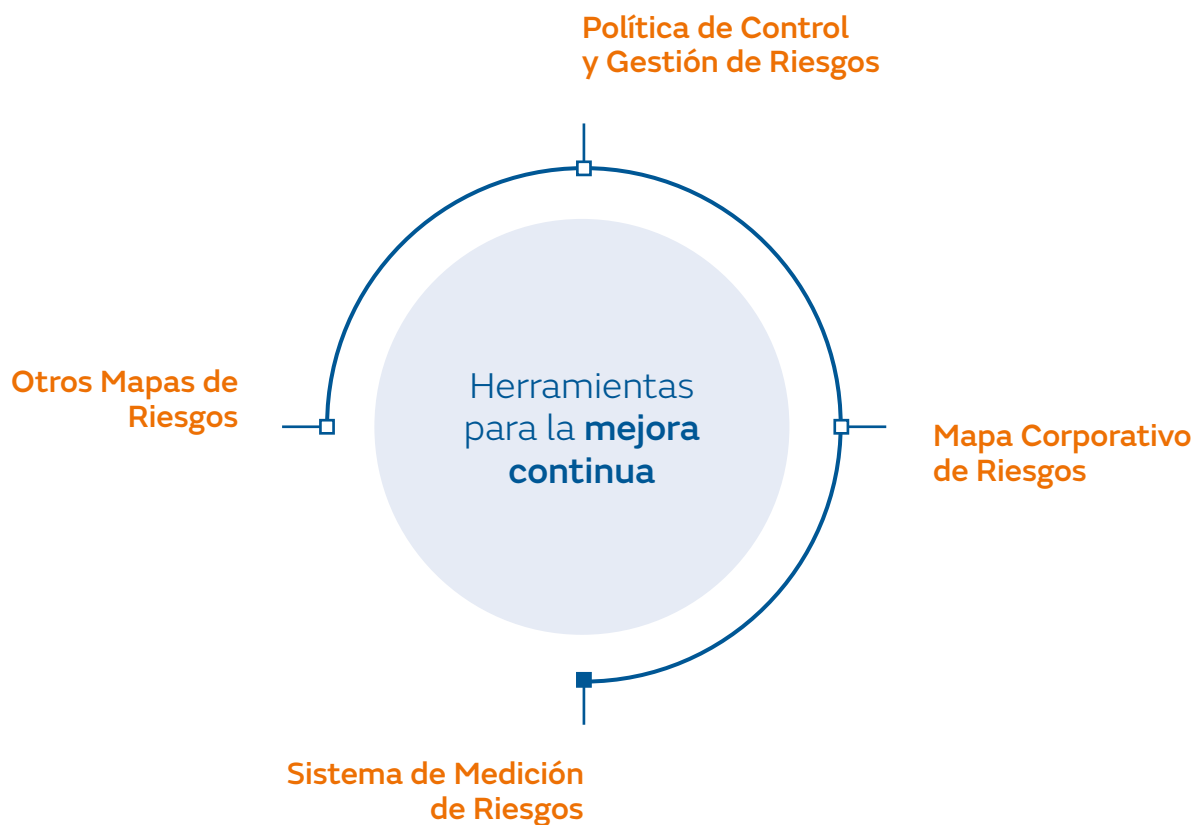 Política de Control
y Gestión de Riesgos
Otros Mapas de
Riesgos
Herramientas
para la mejora
continua
Mapa Corporativo
de Riesgos
Sistema de Medición
de Riesgos